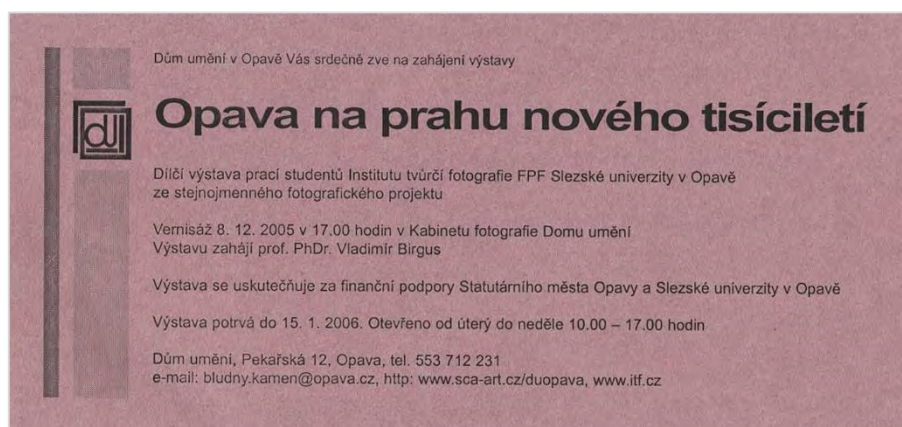 Dům umění v Opavě Vás srdečně zve na zahájení výstavy
Opava na prahu nového tisíciletí
Dílčí výstava prací studentů Institutu tvůrčí fotografie FPF Slezské univerzity v Opavě
ze stejnojmenného fotografického projektu
Vernisáž 8. 12. 2005 v 17.00 hodin v Kabinetu fotografie Domu umění
Výstavu zahájí prof. PhDr. Vladimír Birgus
Výstava se uskutečňuje za finanční podpory Statutárního města Opavy a Slezské univerzity v Opavě
Výstava potrvá do 15. 1. 2006. Otevřeno od úterý do neděle 10.00 – 17.00 hodin
Dům umění, Pekařská 12, Opava, tel. 553 712 231
e-mail: bludny.kamen@opava.cz, http: www.sca-art.cz/duopava, www.itf.cz